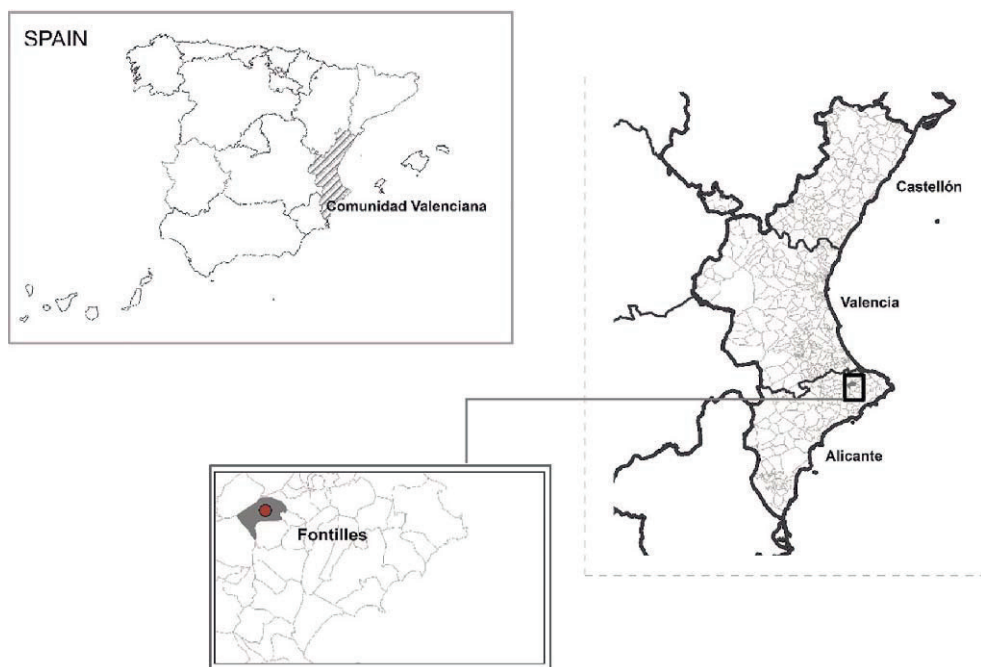 SPAIN
Comunidad Valenciana
Castellón
Valencia
Alicante
Fontilles